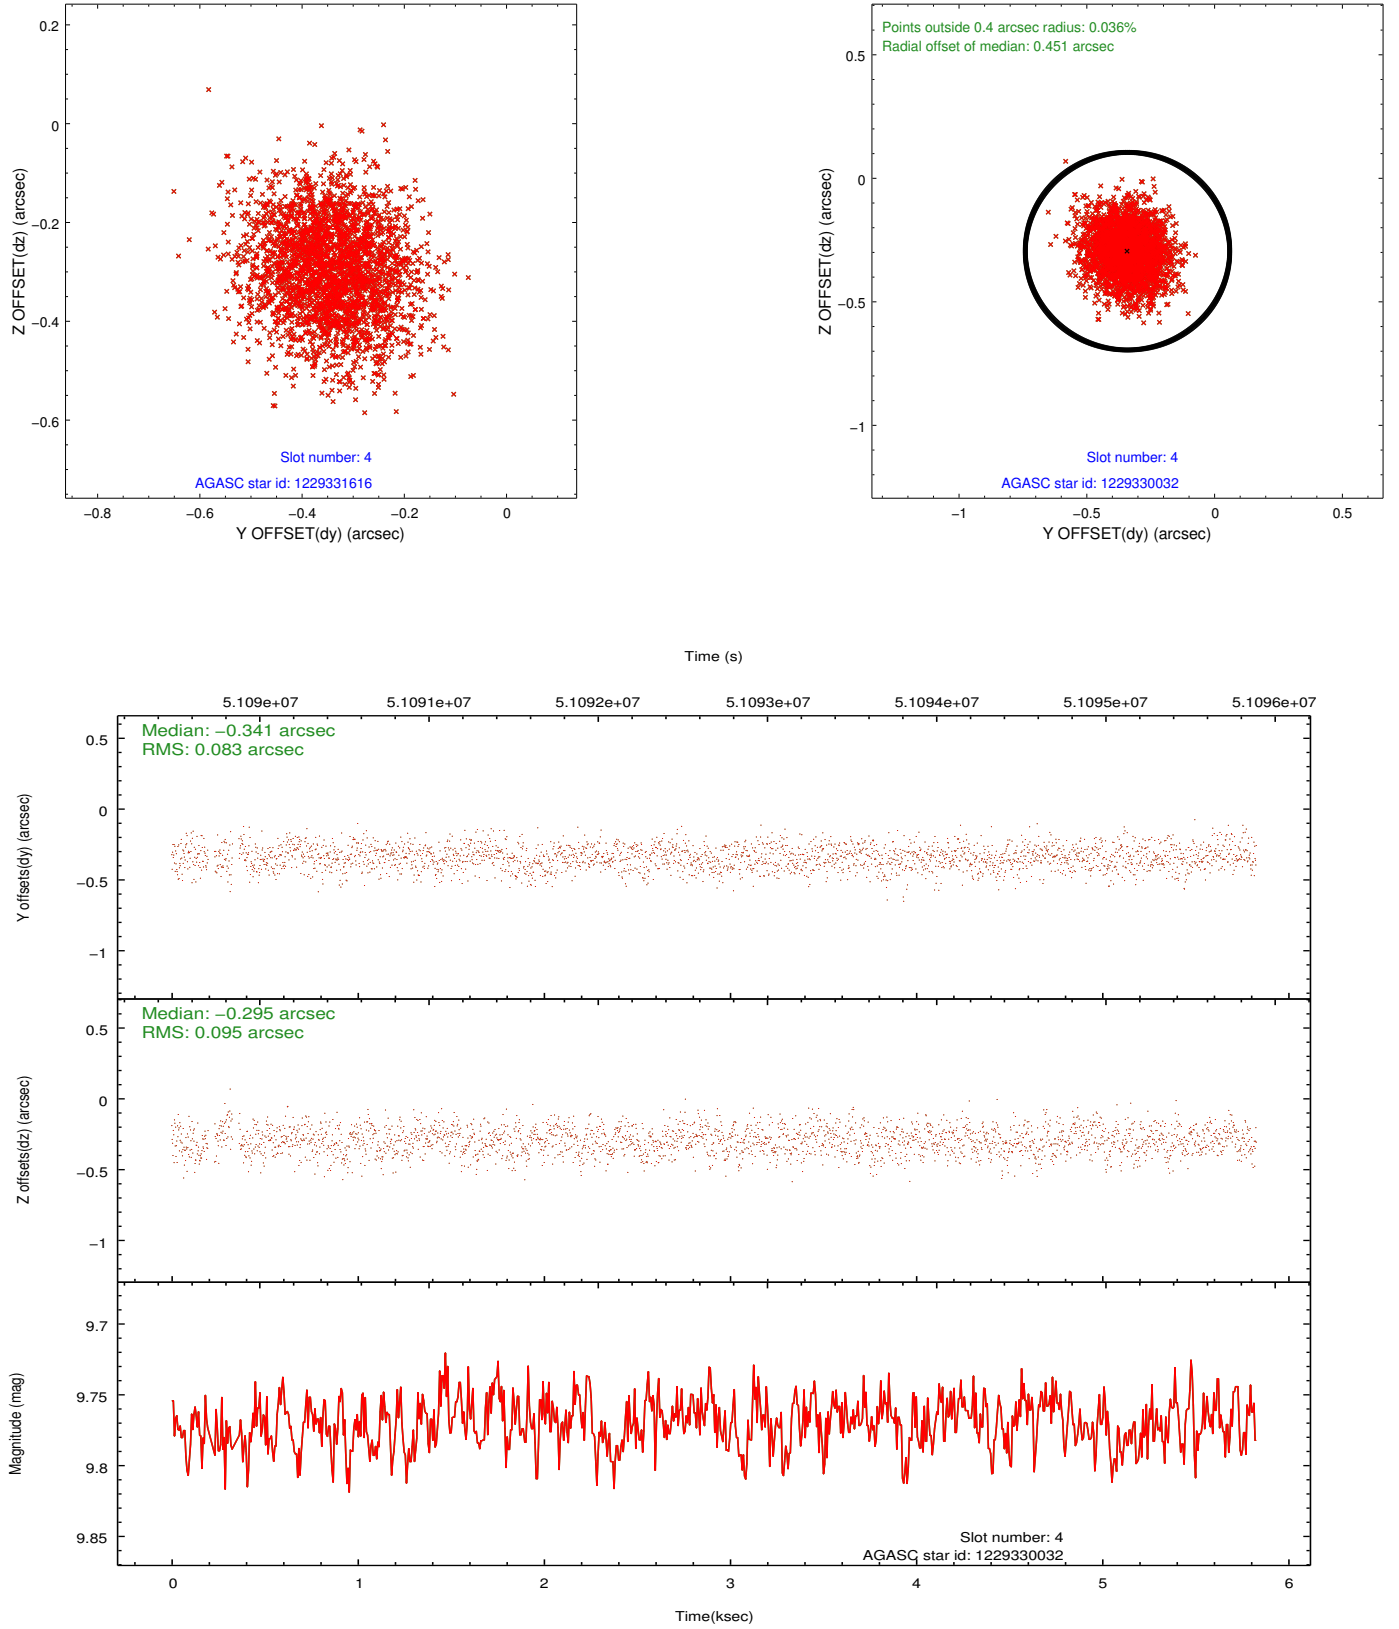 0.2
0
−0.2
−0.4
−0.6
Z OFFSET(dz) (arcsec)
Slot number: 4
AGASC star id: 1229331616
−0.8
−0.6
−0.4
−0.2
0
Y OFFSET(dy) (arcsec)
Points outside 0.4 arcsec radius: 0.036%
Radial offset of median: 0.451 arcsec
0.5
0
−0.5
−1
Z OFFSET(dz) (arcsec)
Slot number: 4
AGASC star id: 1229330032
−1
−0.5
0
0.5
Y OFFSET(dy) (arcsec)
Time (s)
5.109e+07
5.1091e+07
5.1092e+07
5.1093e+07
5.1094e+07
5.1095e+07
5.1096e+07
Median: −0.341 arcsec
RMS: 0.083 arcsec
0.5
0
−0.5
−1
Y offsets(dy) (arcsec)
Median: −0.295 arcsec
RMS: 0.095 arcsec
0.5
0
−0.5
−1
Z offsets(dz) (arcsec)
9.7
9.75
9.8
9.85
Magnitude (mag)
Slot number: 4
AGASC star id: 1229330032
0
1
2
3
4
5
6
Time(ksec)